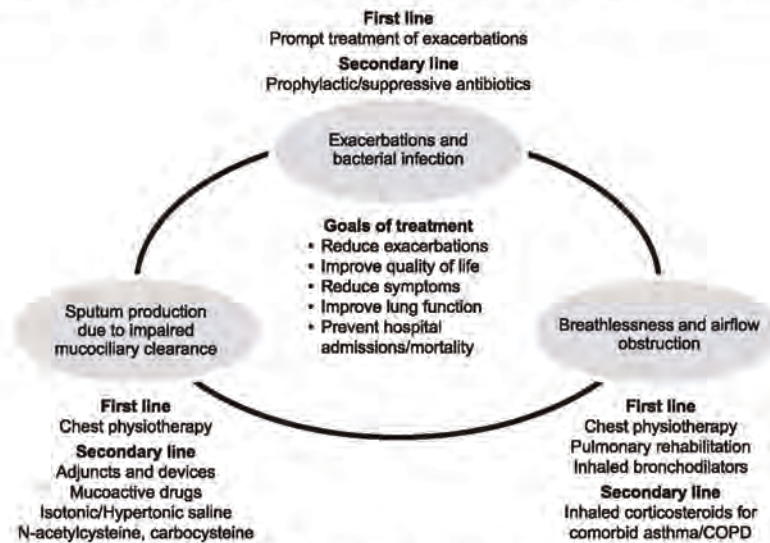 First line
Prompt treatment of exacerbations
Secondary line
Prophylactic/suppressive antibiotics
Exacerbations and
bacterial infection
Goals of treatment
• Reduce exacerbations
• Improve quality of life
• Reduce symptoms
• Improve lung function
• Prevent hospital
admissions/mortality
Sputum production
due to impaired
mucociliary clearance
First line
Chest physiotherapy
Secondary line
Adjuncts and devices
Mucoactive drugs
Isotonic/Hypertonic saline
N-acetylcysteine, carbocysteine
Breathlessness and airflow
obstruction
First line
Chest physiotherapy
Pulmonary rehabilitation
Inhaled bronchodilators
Secondary line
Inhaled corticosteroids for
comorbid asthma/COPD